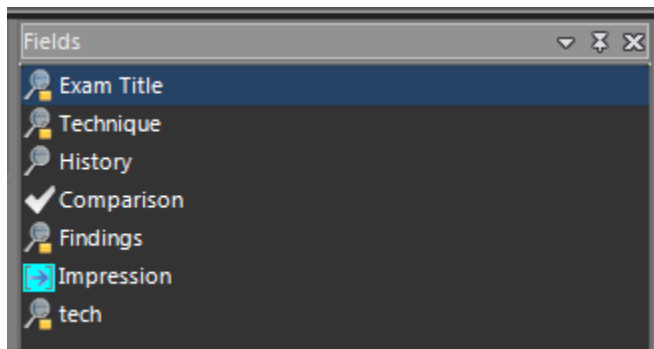 Fields
Exam Title
Technique
History
Comparison
Findings
Impression
tech